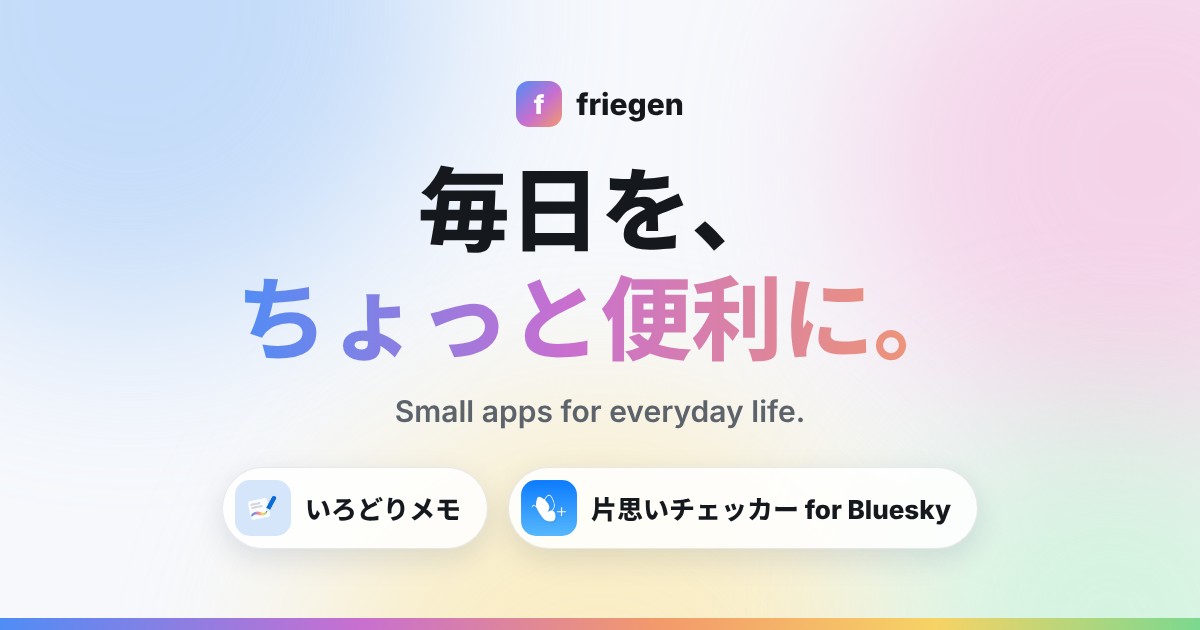 f friegen
毎日を、
ちょっと便利に。
Small apps for everyday life.
いろどりメモ
片思いチェッカー for Bluesky